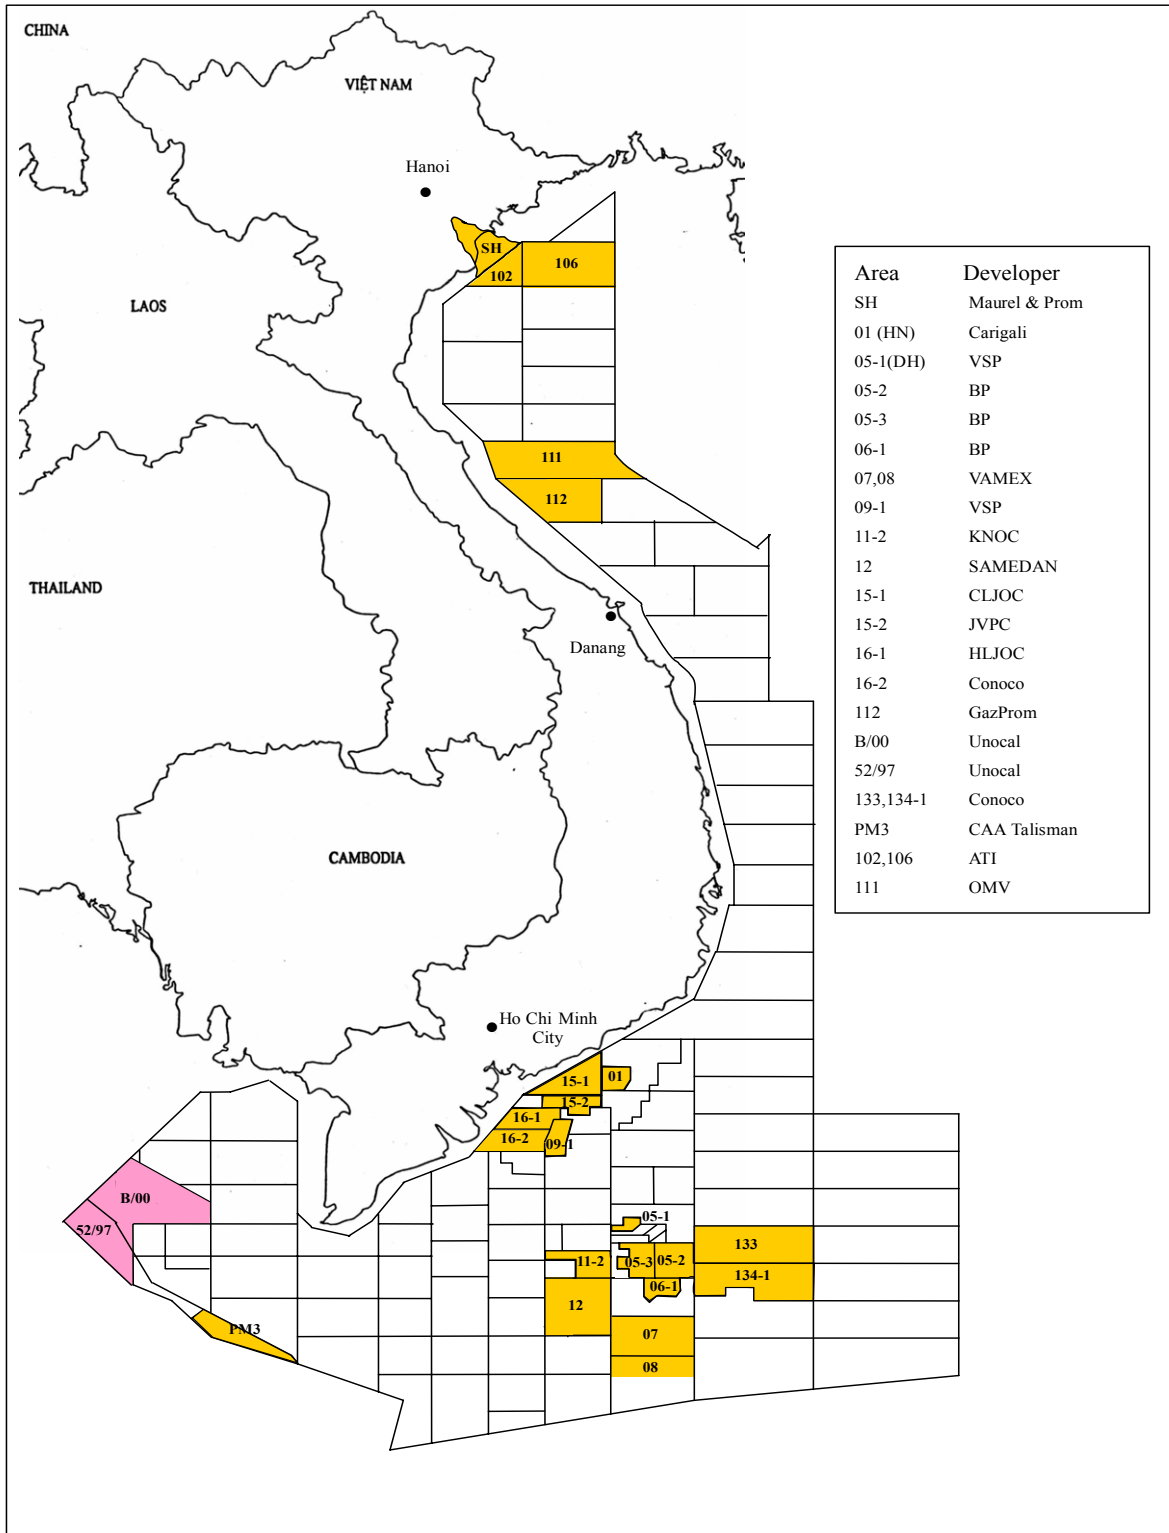 CHINA
VIỆT NAM
Hanoi
SH
102
106
LAOS
111
112
THAILAND
Danang
CAMBODIA
Ho Chi Minh
City
15-1
01
15-2
16-1
16-2
09-1
B/00
52/97
05-1
11-2
05-3
05-2
133
06-1
134-1
12
PM3
07
08
Area Developer
SH Maurel & Prom
01 (HN) Carigali
05-1(DH) VSP
05-2 BP
05-3 BP
06-1 BP
07,08 VAMEX
09-1 VSP
11-2 KNOC
12 SAMEDAN
15-1 CLJOC
15-2 JVPC
16-1 HLJOC
16-2 Conoco
112 GazProm
B/00 Unocal
52/97 Unocal
133,134-1 Conoco
PM3 CAA Talisman
102,106 ATI
111 OMV